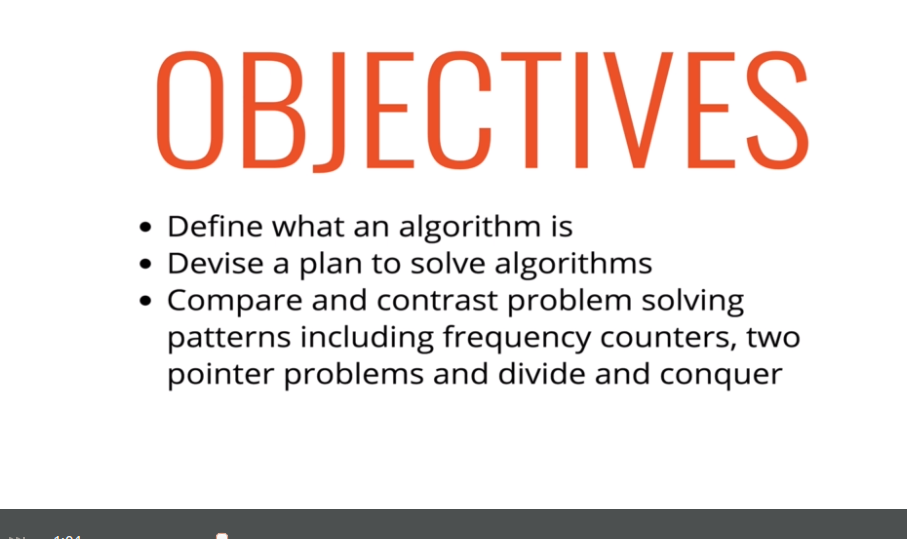 OBJECTIVES
• Define what an algorithm is
• Devise a plan to solve algorithms
• Compare and contrast problem solving
patterns including frequency counters, two
pointer problems and divide and conquer